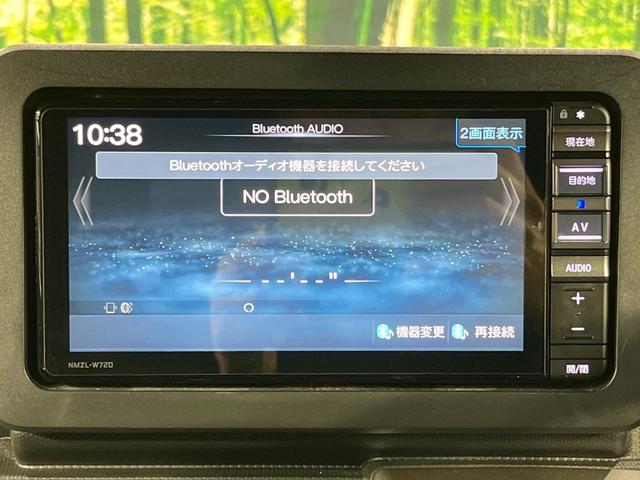 10:38
Bluetooth AUDIO
2画面表示
Bluetoothオーディオ機器を接続してください
NO Bluetooth
--'--"
機器変更
再接続
NMZL-W72D
✱
現在地
目的地
AV
AUDIO
+
-
開/閉